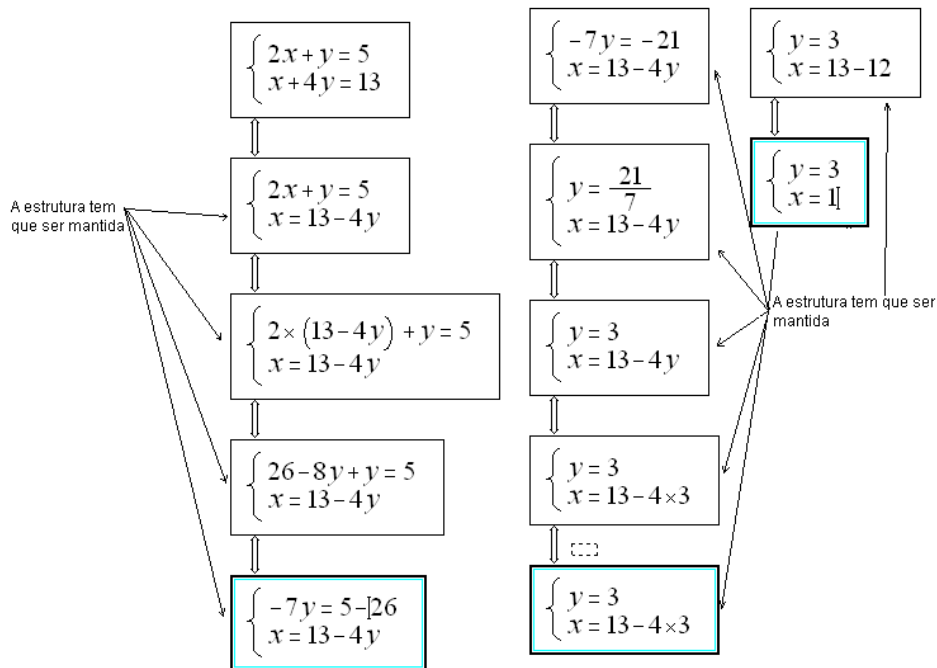 2x + y = 5
x + 4y = 13
2x + y = 5
x = 13 − 4y
A estrutura tem
que ser mantida
2 × (13 − 4y) + y = 5
x = 13 − 4y
26 − 8y + y = 5
x = 13 − 4y
−7y = 5 − 26
x = 13 − 4y
−7y = −21
x = 13 − 4y
y = 21/7
x = 13 − 4y
y = 3
x = 13 − 4y
y = 3
x = 13 − 4×3
y = 3
x = 13 − 4×3
y = 3
x = 13 − 12
y = 3
x = 1
A estrutura tem que ser
mantida